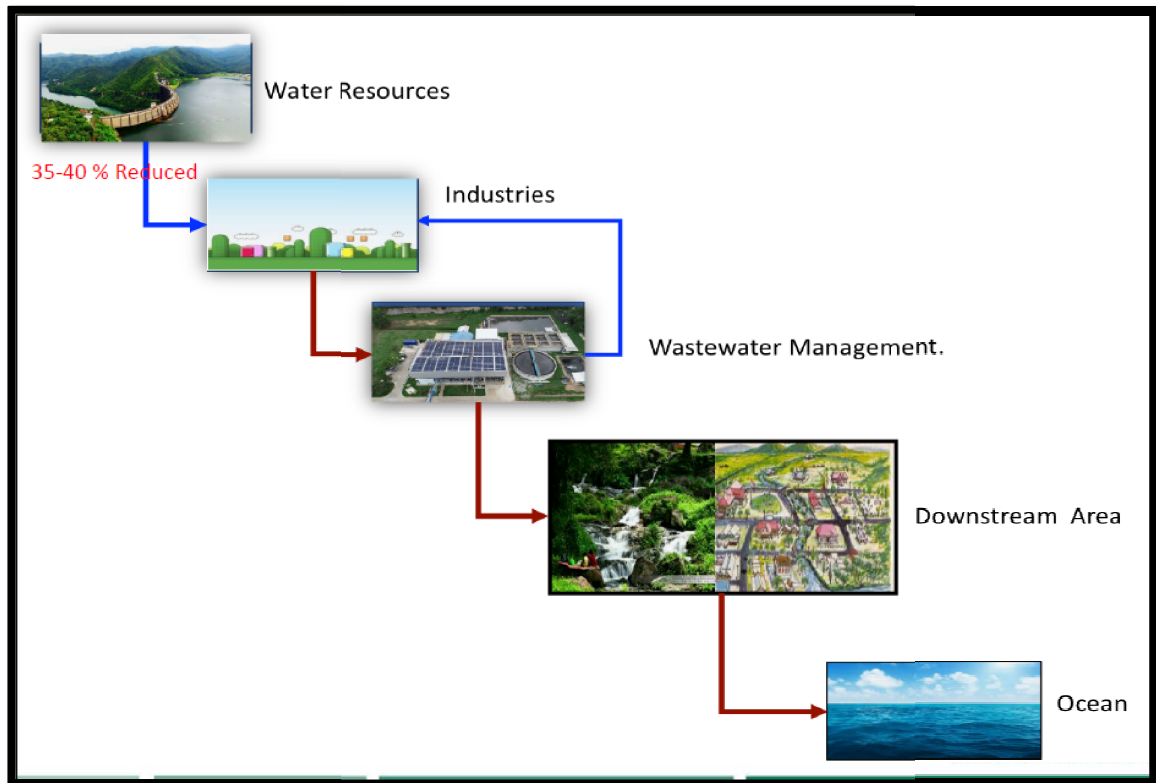 Water Resources
35-40 % Reduced
Industries
Wastewater Management.
Downstream Area
Ocean